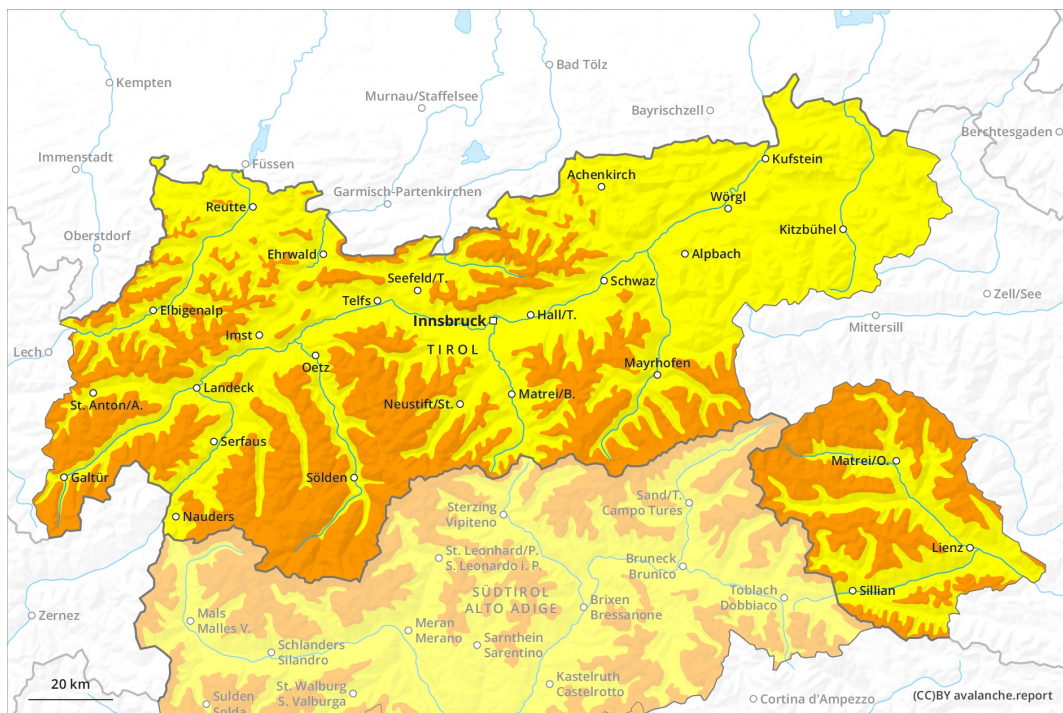 Kempten
Bad Tölz
Murnau/Staffelsee
Bayrischzell
Berchtesgaden
Immenstadt
Füssen
Kufstein
Achenkirch
Garmisch-Partenkirchen
Wörgl
Reutte
Oberstdorf
Kitzbühel
Ehrwald
Alpbach
Seefeld/T.
Schwaz
Zell/See
Telfs
Elbigenalp
Innsbruck
Hall/T.
Mittersill
Imst
Lech
TIROL
Oetz
Mayrhofen
Landeck
St. Anton/A.
Neustift/St.
Matrei/B.
Serfaus
Matrei/O.
Galtür
Sölden
Sand/T.
Campo Tures
Sterzing
Vipiteno
Nauders
Lienz
St. Leonhard/P.
S. Leonardo i. P.
Bruneck
Brunico
SÜDTIROL
ALTO ADIGE
Toblach
Dobbiaco
Sillian
Brixen
Bressanone
Zernez
Mals
Malles V.
Meran
Merano
Schlanders
Silandro
Sarnthein
Sarentino
Kastelruth
Castelrotto
20 km
St. Walburg
S. Valburga
Sulden
Solda
Cortina d'Ampezzo
(CC)BY avalanche.report